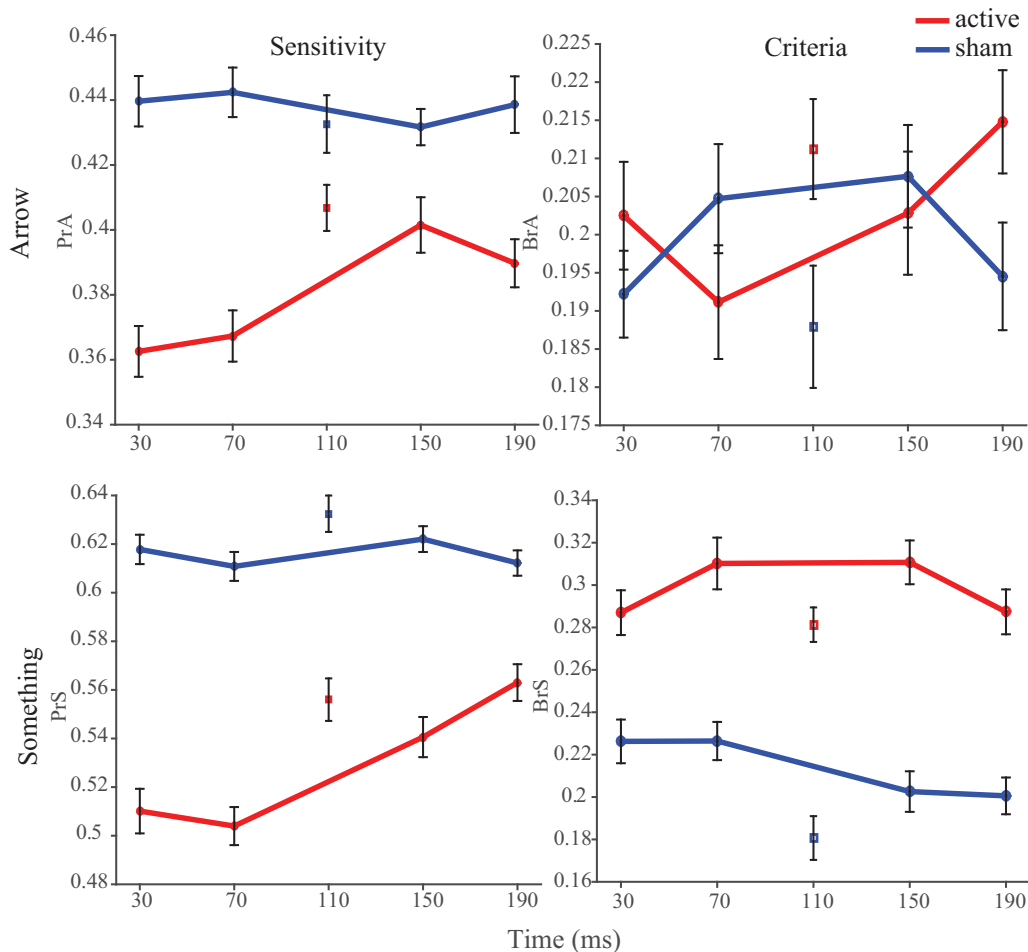 active
sham
Sensitivity
Criteria
Arrow
PrA
0.46
0.44
0.42
0.4
0.38
0.36
0.34
30 70 110 150 190
BrA
0.225
0.22
0.215
0.21
0.205
0.2
0.195
0.19
0.185
0.18
0.175
30 70 110 150 190
Something
PrS
0.64
0.62
0.6
0.58
0.56
0.54
0.52
0.5
0.48
30 70 110 150 190
BrS
0.34
0.32
0.3
0.28
0.26
0.24
0.22
0.2
0.18
0.16
30 70 110 150 190
Time (ms)